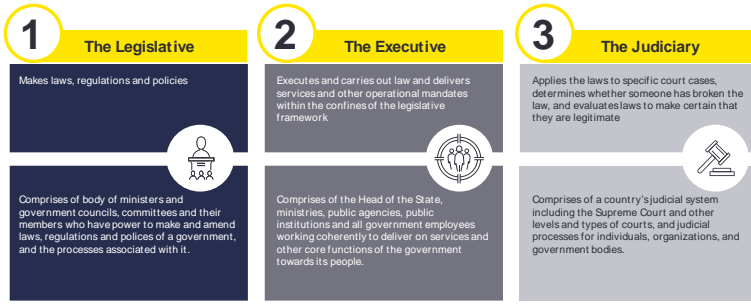 1
The Legislative
Makes laws, regulations and policies
Comprises of body of ministers and
government councils, committees and their
members who have power to make and amend
laws, regulations and polices of a government,
and the processes associated with it.
2
The Executive
Executes and carries out law and delivers
services and other operational mandates
within the confines of the legislative
framework
Comprises of the Head of the State,
ministries, public agencies, public
institutions and all government employees
working coherently to deliver on services and
other core functions of the government
towards its people.
3
The Judiciary
Applies the laws to specific court cases,
determines whether someone has broken the
law, and evaluates laws to make certain that
they are legitimate
Comprises of a country's judicial system
including the Supreme Court and other
levels and types of courts, and judicial
processes for individuals, organizations, and
government bodies.